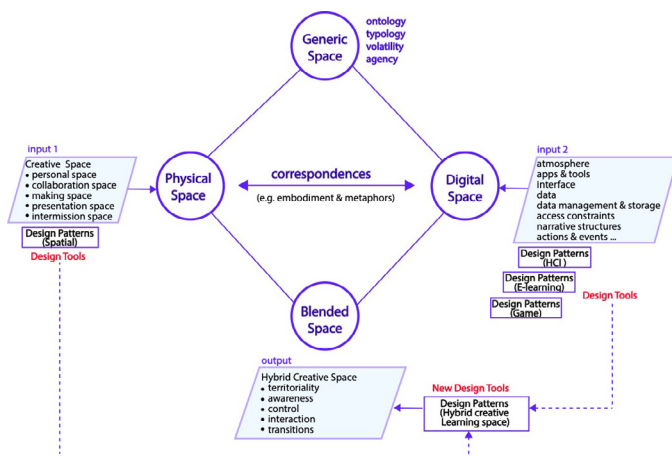 Generic
Space
ontology
typology
volatility
agency
input 1
Creative Space
• personal space
• collaboration space
• making space
• presentation space
• intermission space
Design Patterns
(Spatial)
Design Tools
Physical
Space
correspondences
(e.g. embodiment & metaphors)
Digital
Space
input 2
atmosphere
apps & tools
interface
data
data management & storage
access constraints
narrative structures
actions & events ...
Design Patterns
(HCI )
Design Patterns
(E-learning)
Design Patterns
(Game)
Design Tools
Blended
Space
output
Hybrid Creative Space
• territoriality
• awareness
• control
• interaction
• transitions
New Design Tools
Design Patterns
(Hybrid creative
Learning space)